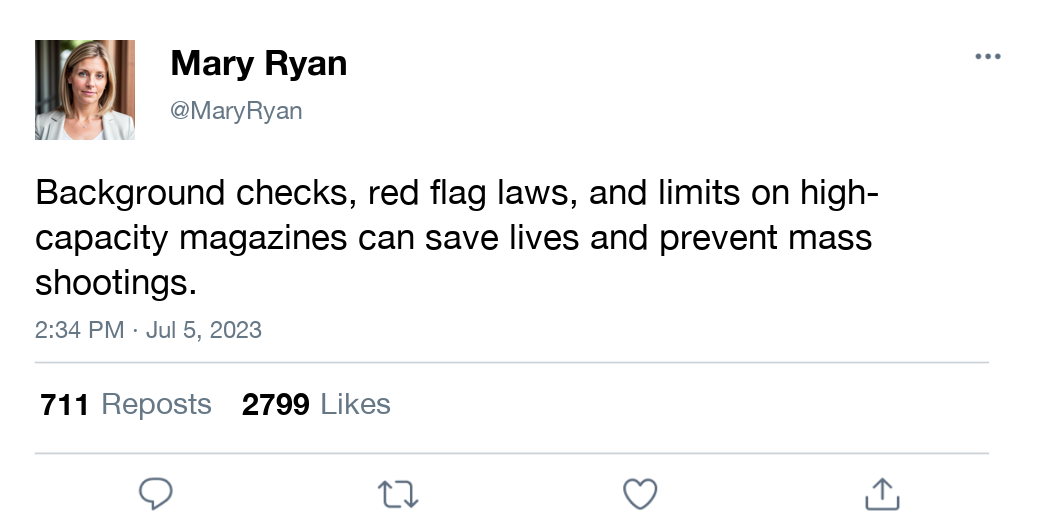 Mary Ryan
@MaryRyan
Background checks, red flag laws, and limits on high-
capacity magazines can save lives and prevent mass
shootings.
2:34 PM · Jul 5, 2023
711 Reposts 2799 Likes